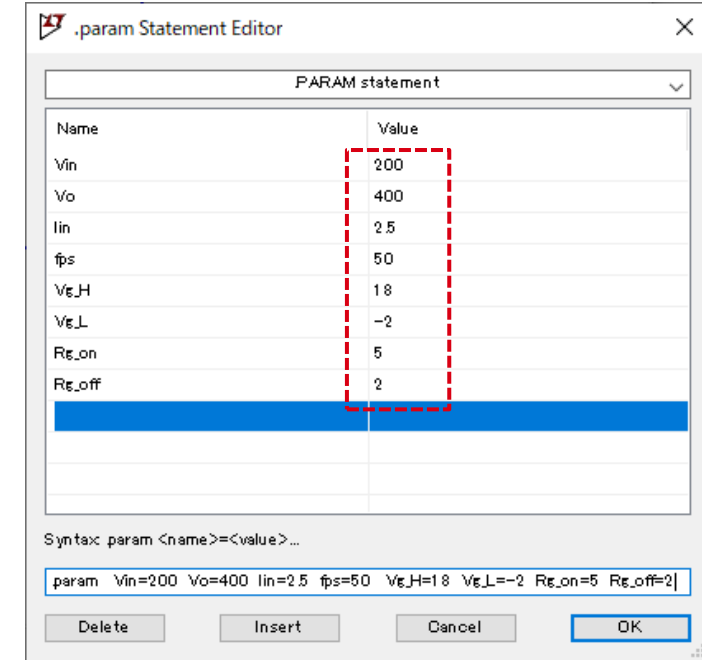 .param Statement Editor
.PARAM statement
Name Value
Vin 200
Vo 400
Iin 2.5
fps 50
Vg_H 18
Vg_L -2
Rg_on 5
Rg_off 2
Syntax: .param <name>=<value>...
.param Vin=200 Vo=400 Iin=2.5 fps=50 Vg_H=18 Vg_L=-2 Rg_on=5 Rg_off=2
Delete Insert Cancel OK